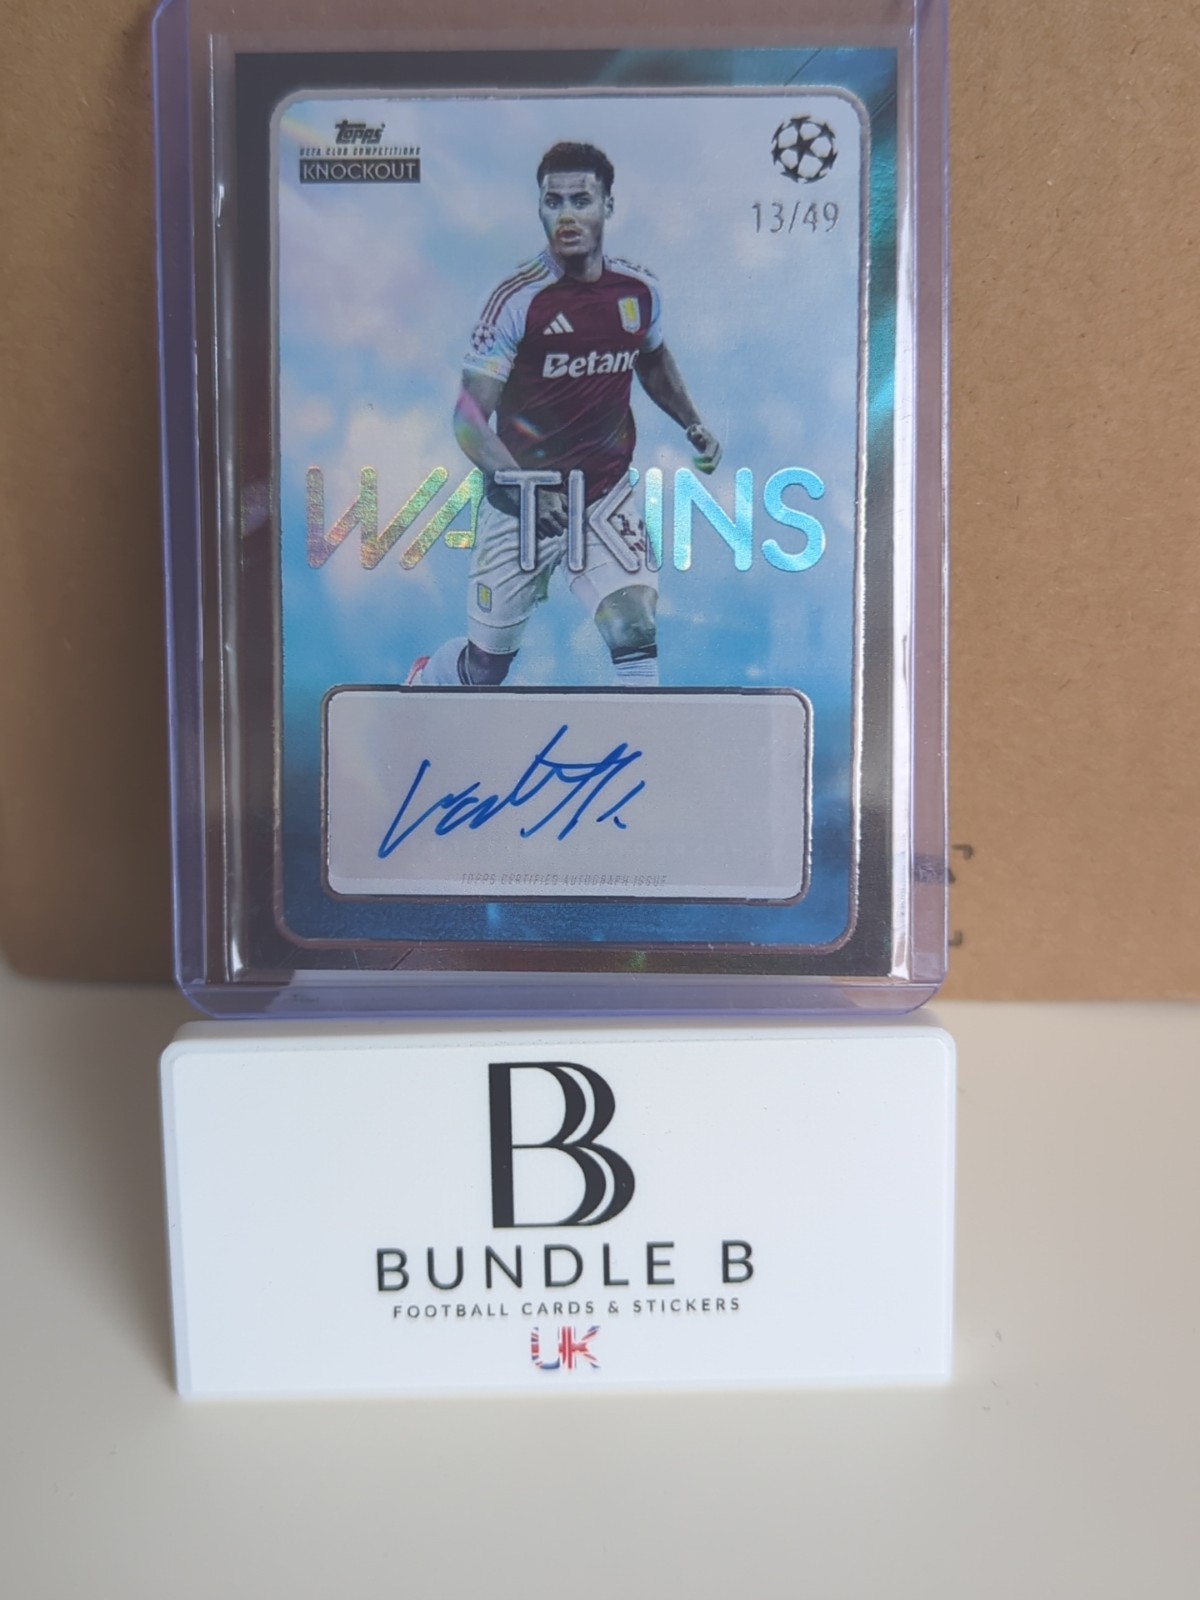 Topps
UEFA CLUB COMPETITIONS
KNOCKOUT
13/49
Betano
WATKINS
TOPPS CERTIFIED AUTOGRAPH ISSUE
B
BUNDLE B
FOOTBALL CARDS & STICKERS
UK